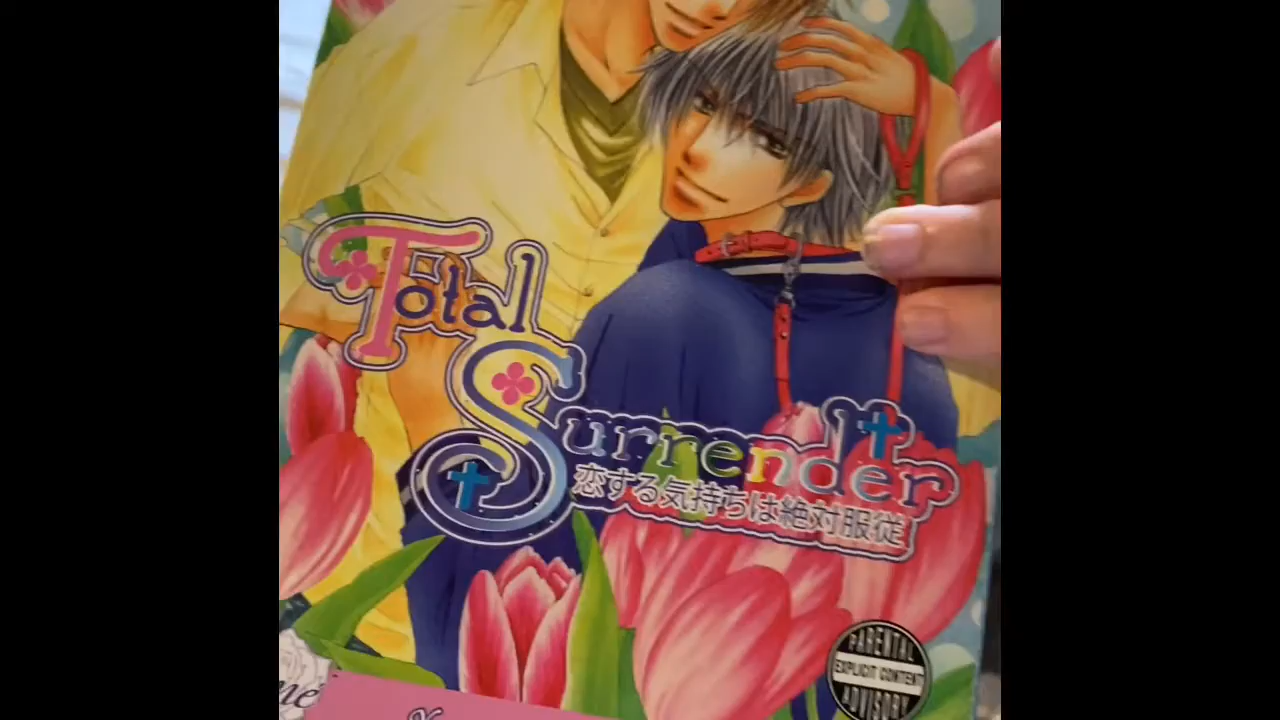 Total
Surrender
恋する気持ちは絶対服従
PARENTAL
EXPLICIT CONTENT
ADVISORY